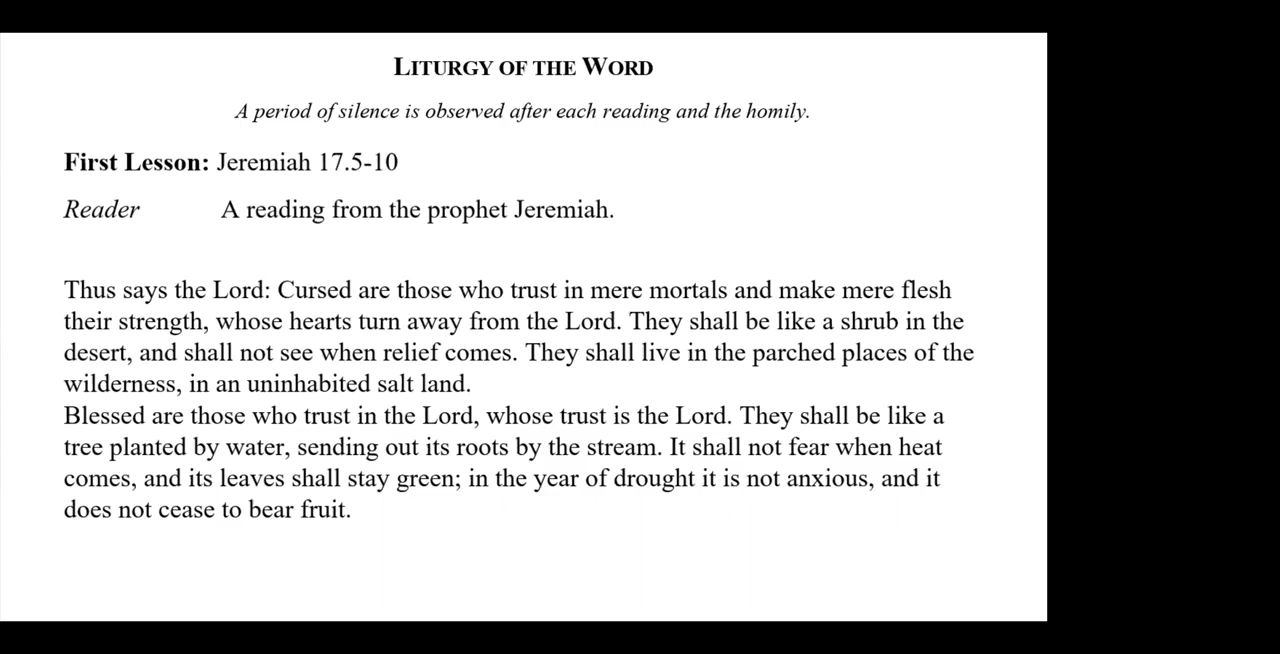 LITURGY OF THE WORD
A period of silence is observed after each reading and the homily.
First Lesson: Jeremiah 17.5-10
Reader A reading from the prophet Jeremiah.
Thus says the Lord: Cursed are those who trust in mere mortals and make mere flesh
their strength, whose hearts turn away from the Lord. They shall be like a shrub in the
desert, and shall not see when relief comes. They shall live in the parched places of the
wilderness, in an uninhabited salt land.
Blessed are those who trust in the Lord, whose trust is the Lord. They shall be like a
tree planted by water, sending out its roots by the stream. It shall not fear when heat
comes, and its leaves shall stay green; in the year of drought it is not anxious, and it
does not cease to bear fruit.